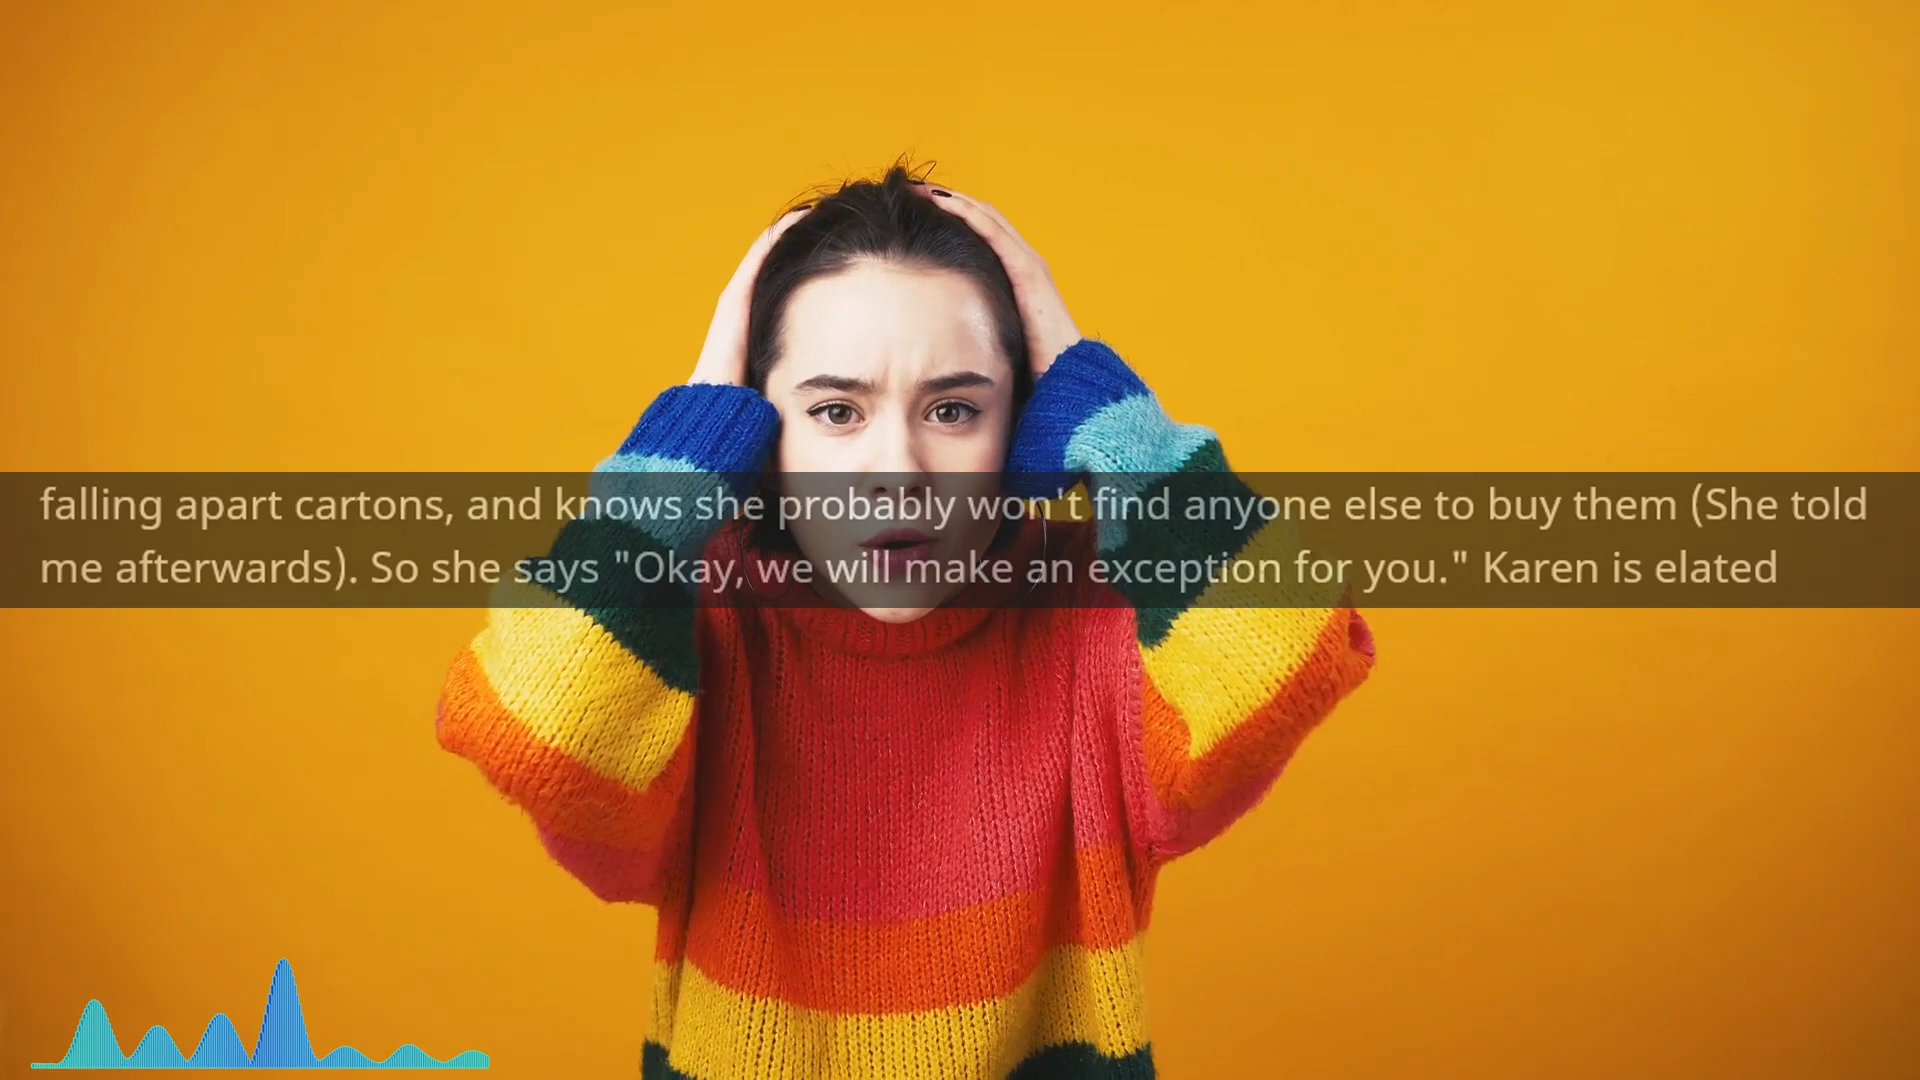 falling apart cartons, and knows she probably won't find anyone else to buy them (She told
me afterwards). So she says "Okay, we will make an exception for you." Karen is elated